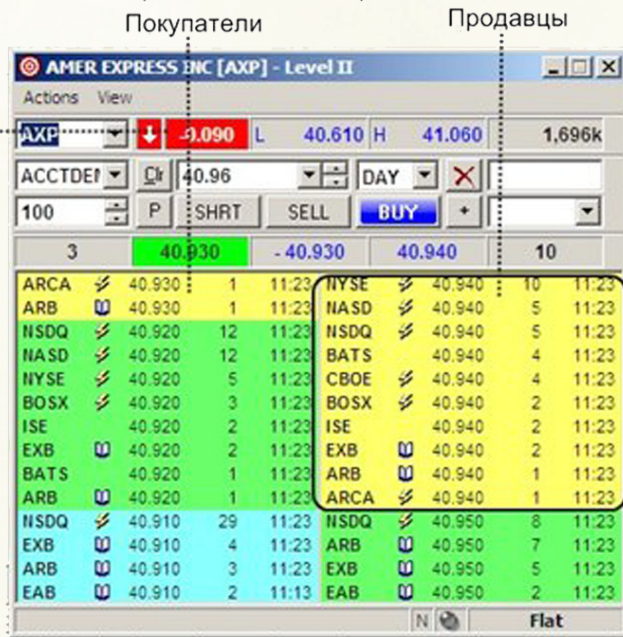 Покупатели
Продавцы
AMER EXPRESS INC [AXP] - Level II
Actions View
AXP -0.090 L 40.610 H 41.060 1,696k
Clr 40.96 DAY
100 P SHRT SELL BUY +
3 40.930 - 40.930 40.940 10
ARCA 40.930 1 11:23 NYSE 40.940 10 11:23
ARB 40.930 1 11:23 NASD 40.940 5 11:23
NSDQ 40.920 12 11:23 NSDQ 40.940 5 11:23
NASD 40.920 12 11:23 BATS 40.940 4 11:23
NYSE 40.920 5 11:23 CBOE 40.940 4 11:23
BOSX 40.920 3 11:23 BOSX 40.940 2 11:23
ISE 40.920 2 11:23 ISE 40.940 2 11:23
EXB 40.920 2 11:23 EXB 40.940 2 11:23
BATS 40.920 1 11:23 ARB 40.940 1 11:23
ARB 40.920 1 11:23 ARCA 40.940 1 11:23
NSDQ 40.910 29 11:23 NSDQ 40.950 8 11:23
EXB 40.910 4 11:23 ARB 40.950 7 11:23
ARB 40.910 3 11:23 EXB 40.950 5 11:23
EAB 40.910 2 11:13 EAB 40.950 2 11:23
N Flat